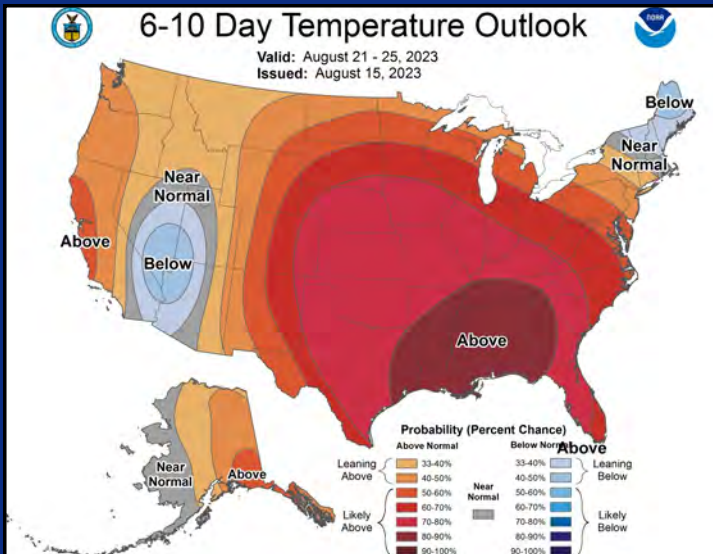 6-10 Day Temperature Outlook
Valid: August 21 - 25, 2023
Issued: August 15, 2023
NOAA
Below
Near
Normal
Near
Normal
Above
Below
Above
Near
Normal
Above
Probability (Percent Chance)
Above Normal
Below Normal
Above
Leaning
Above
33-40%
40-50%
Likely
Above
50-60%
60-70%
70-80%
80-90%
90-100%
Near
Normal
33-40%
40-50%
Leaning
Below
50-60%
60-70%
70-80%
80-90%
90-100%
Likely
Below